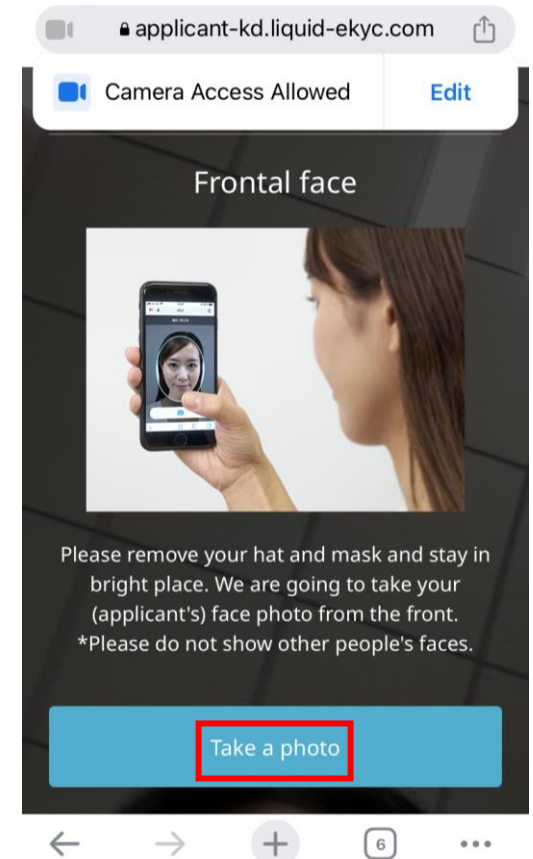 applicant-kd.liquid-ekyc.com
Camera Access Allowed
Edit
Frontal face
Please remove your hat and mask and stay in
bright place. We are going to take your
(applicant's) face photo from the front.
*Please do not show other people's faces.
Take a photo
6